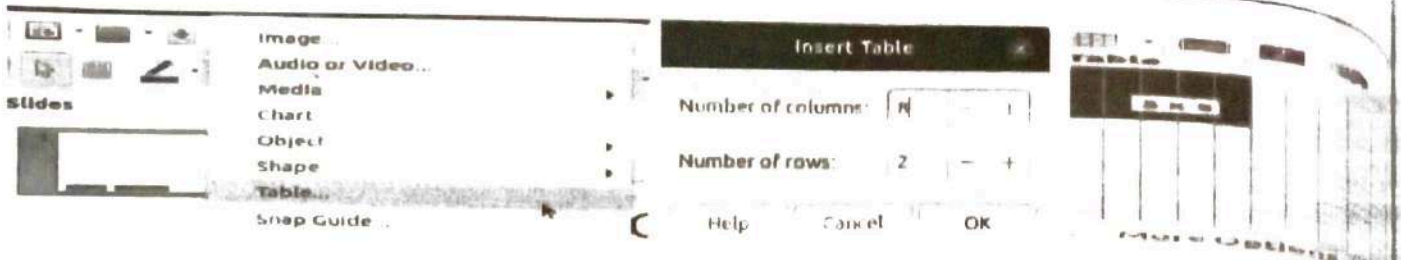 Slides
Image...
Audio or Video...
Media
Chart
Object
Shape
Table...
Snap Guide...
Insert Table
Number of columns:
Number of rows: 2
Help Cancel OK
Table
More Options